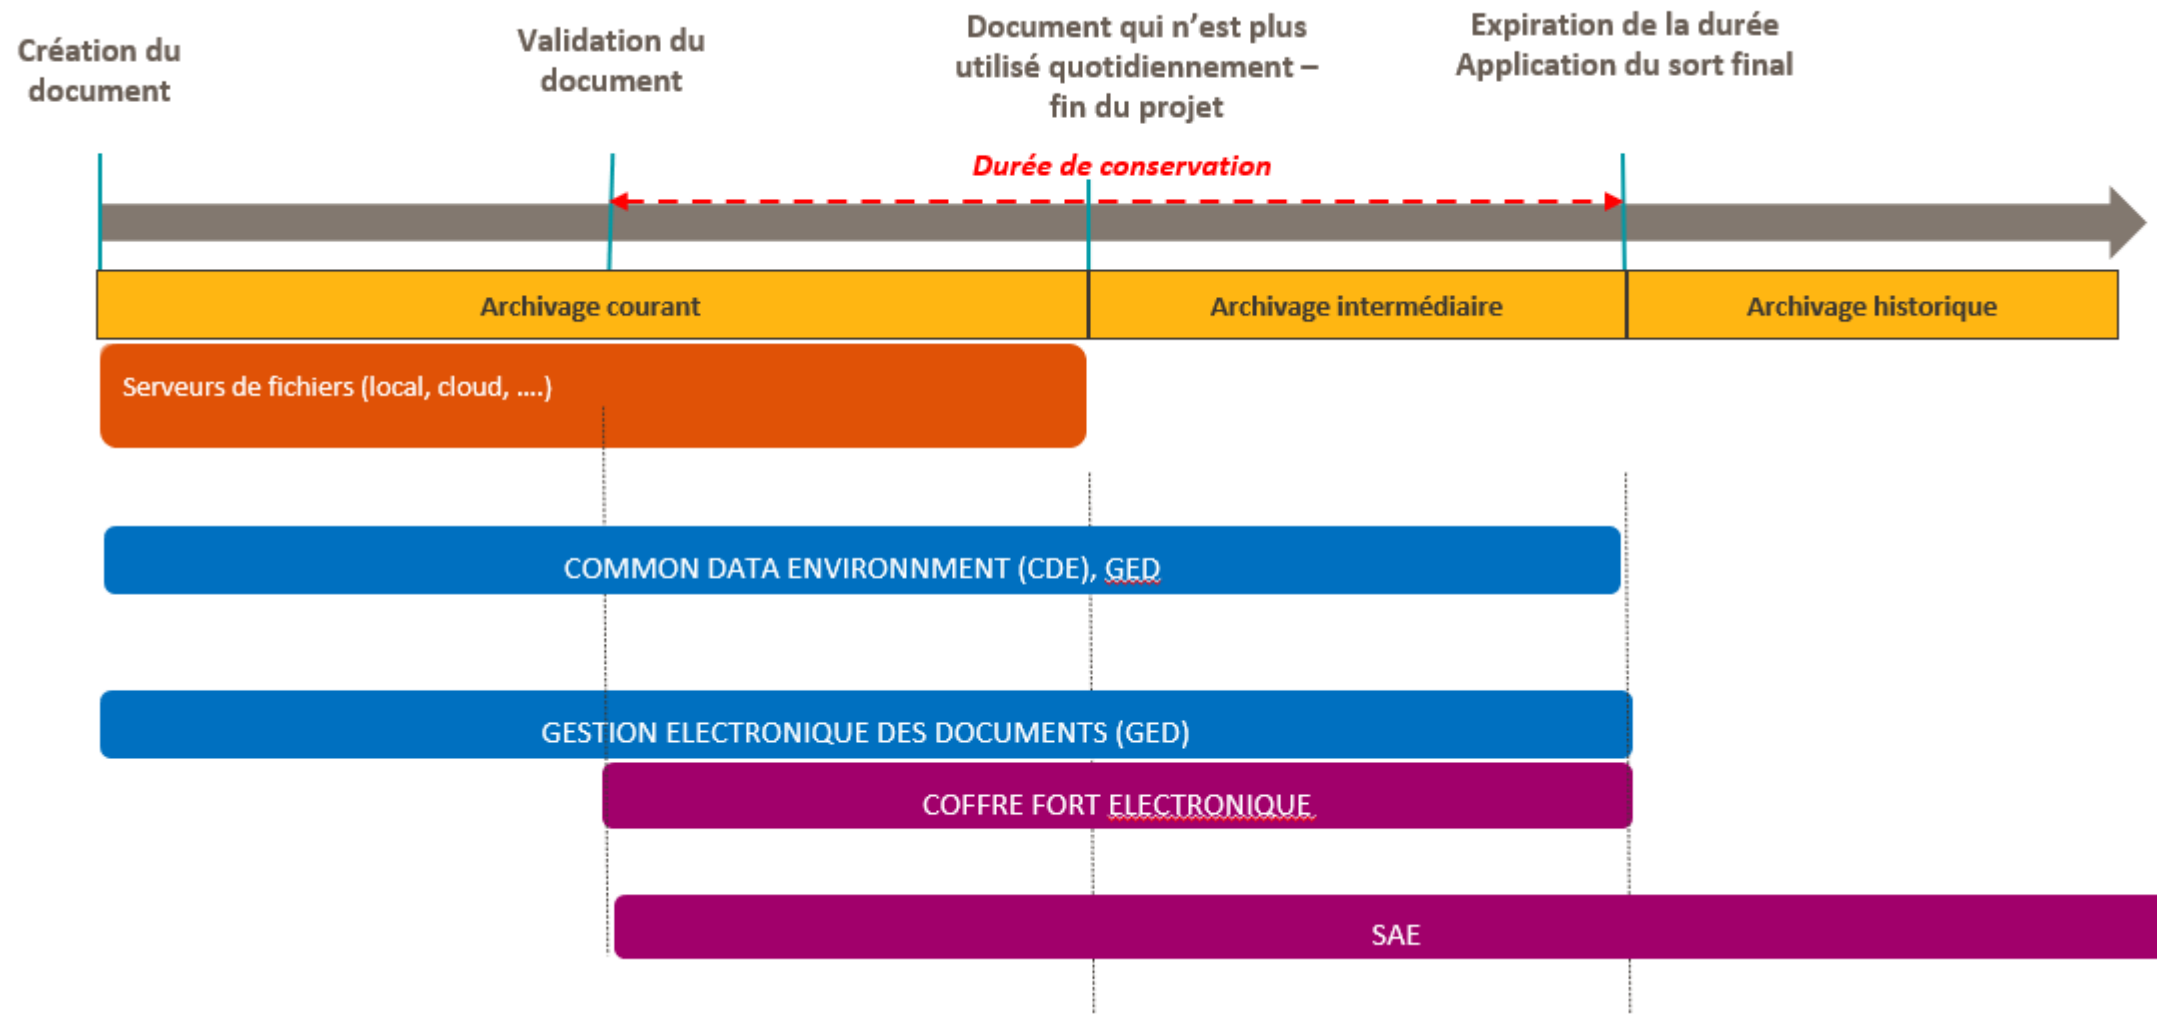 Création du
document
Validation du
document
Document qui n’est plus
utilisé quotidiennement –
fin du projet
Expiration de la durée
Application du sort final
Durée de conservation
Archivage courant
Archivage intermédiaire
Archivage historique
Serveurs de fichiers (local, cloud, ....)
COMMON DATA ENVIRONNMENT (CDE), GED
GESTION ELECTRONIQUE DES DOCUMENTS (GED)
COFFRE FORT ELECTRONIQUE
SAE